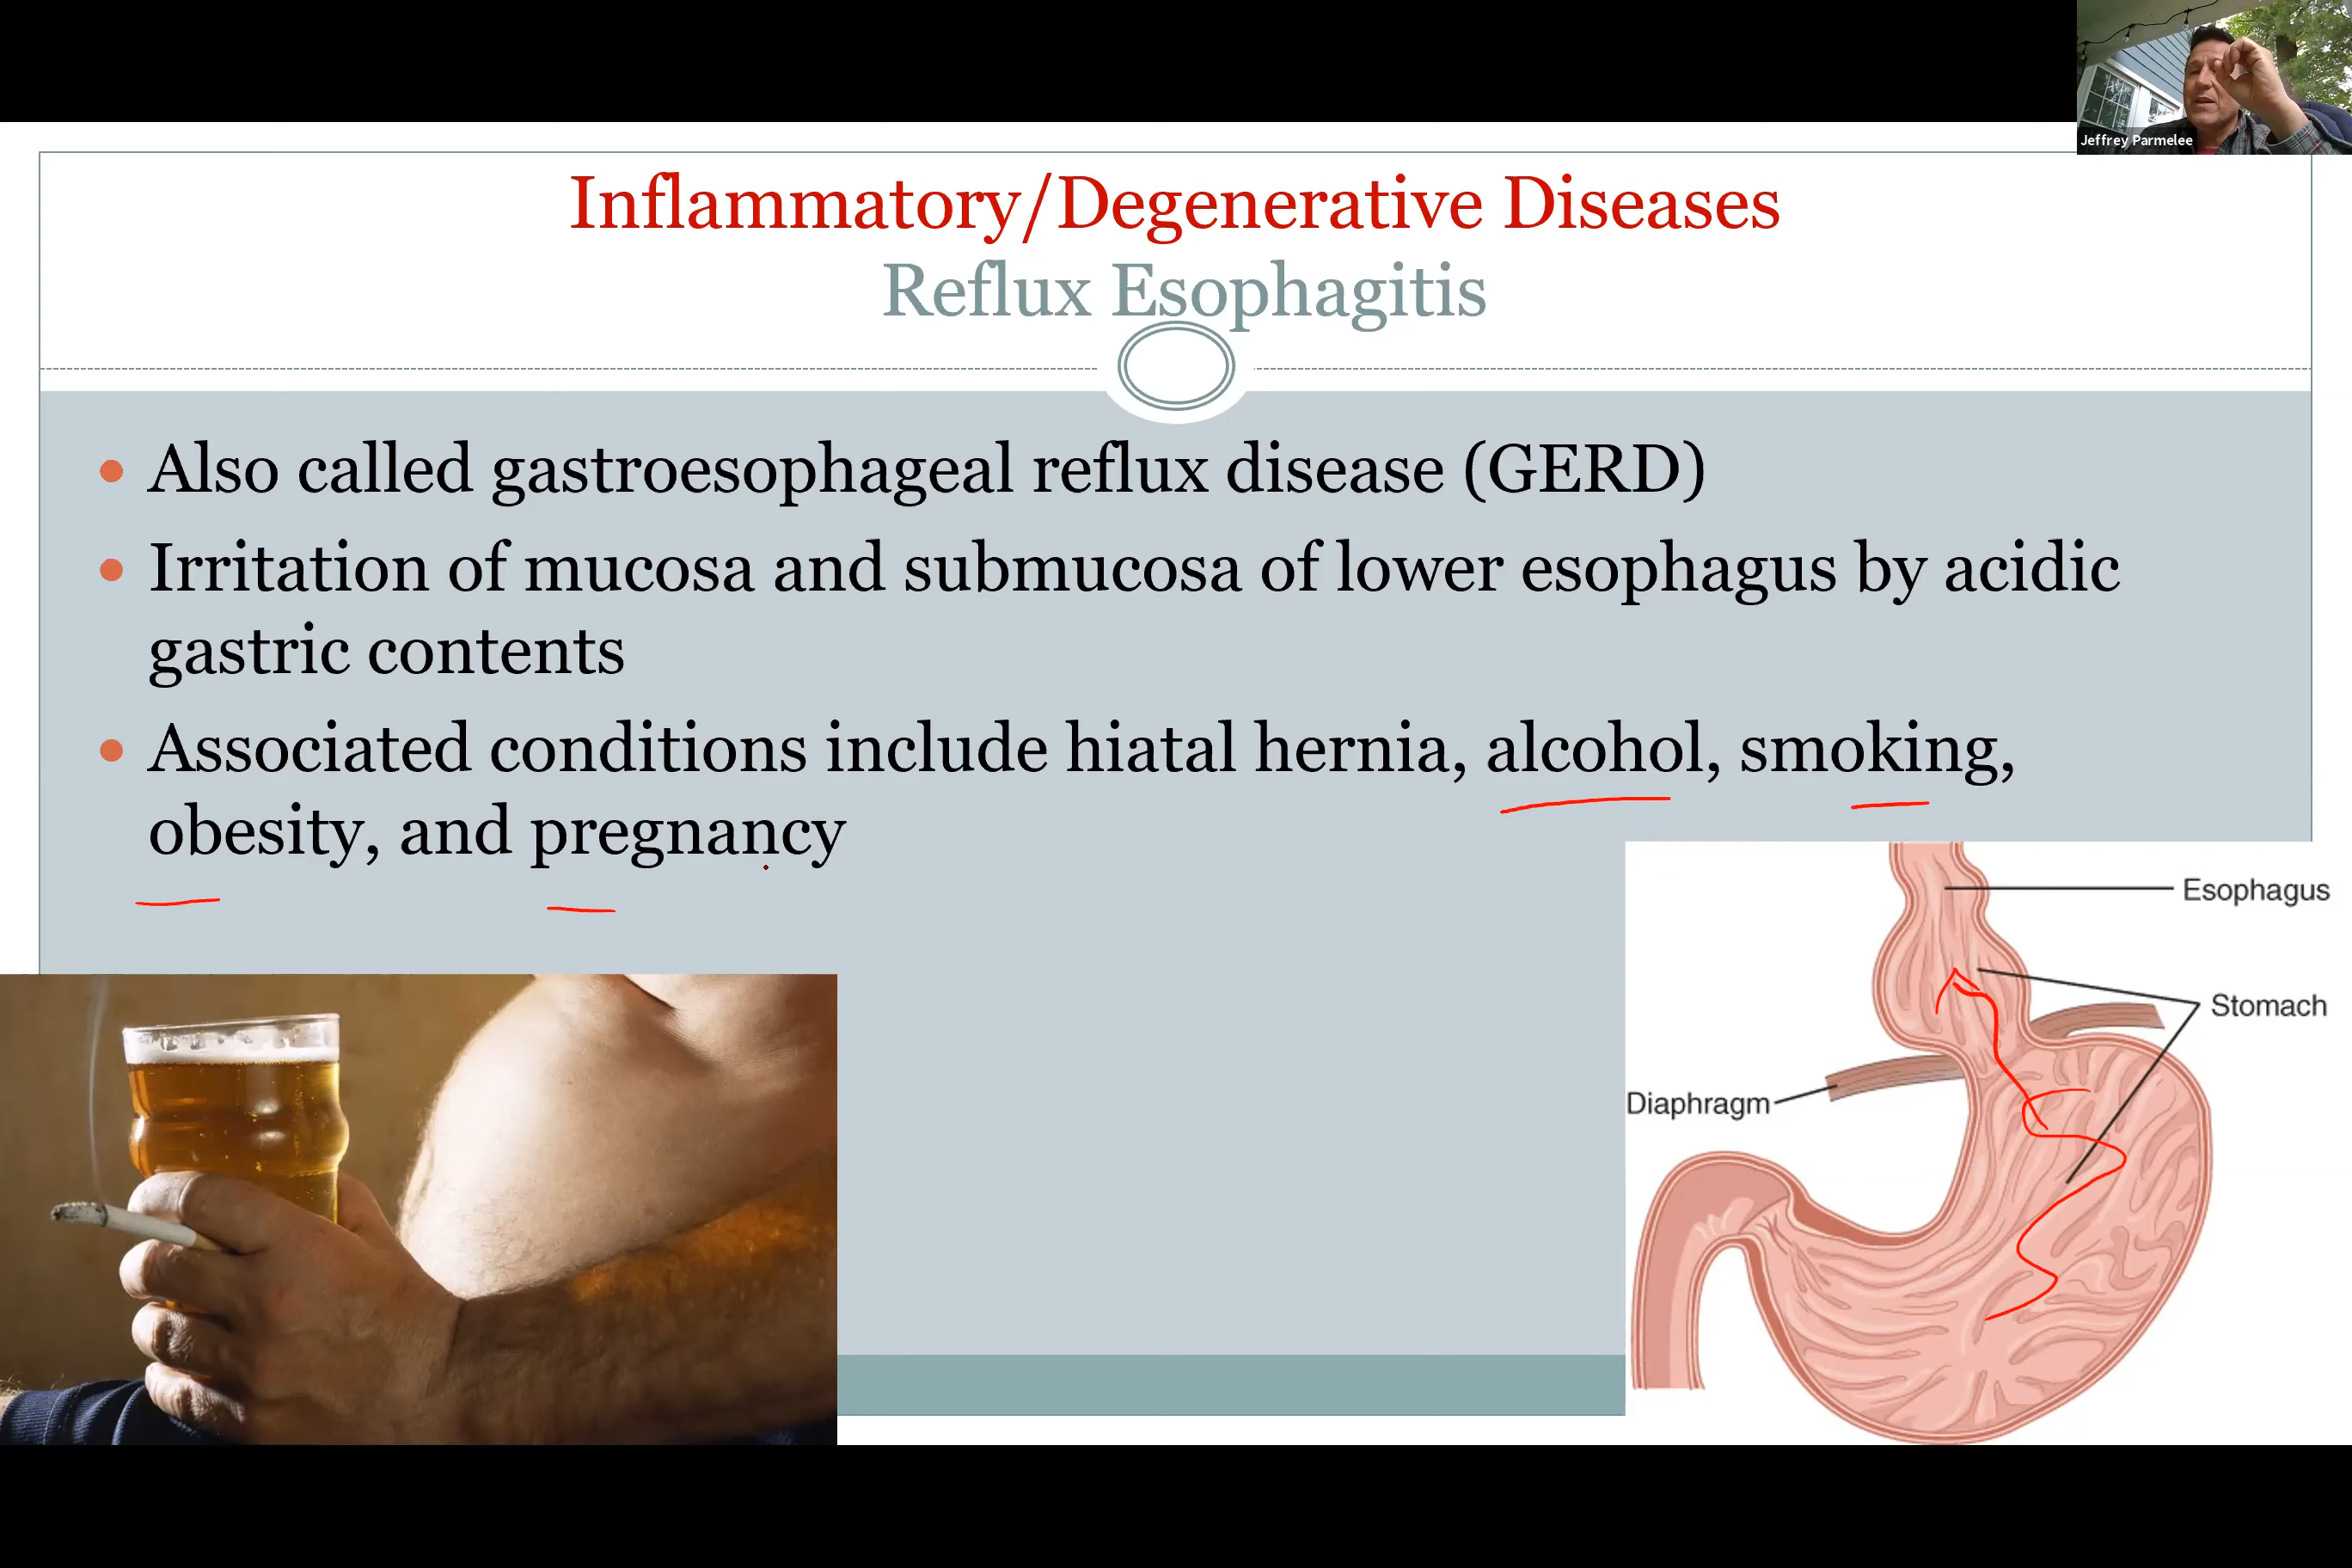 Jeffrey Parmelee
Inflammatory/Degenerative Diseases
Reflux Esophagitis
• Also called gastroesophageal reflux disease (GERD)
• Irritation of mucosa and submucosa of lower esophagus by acidic
gastric contents
• Associated conditions include hiatal hernia, alcohol, smoking,
obesity, and pregnancy
Esophagus
Stomach
Diaphragm